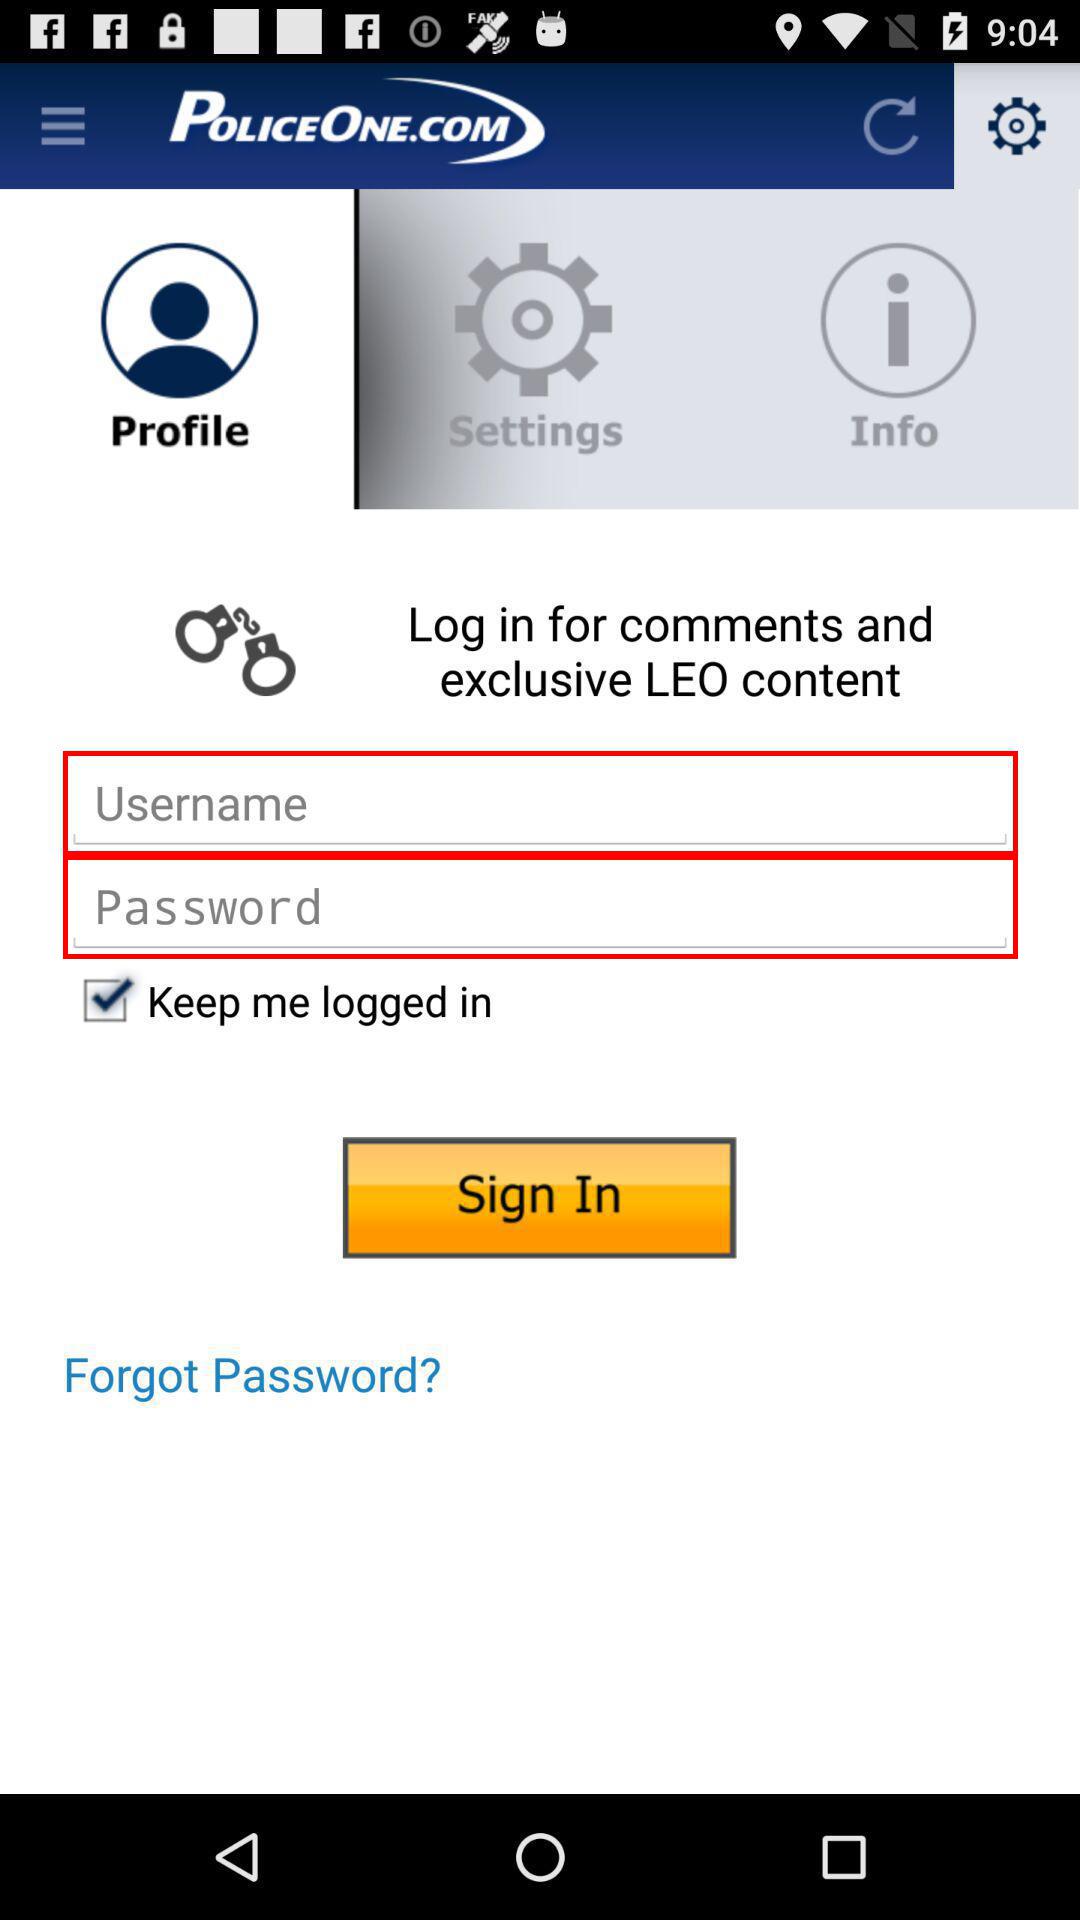 FAKE
9:04
PoliceOne.com
Profile
Settings
Info
Log in for comments and
exclusive LEO content
Username
Password
Keep me logged in
Sign In
Forgot Password?